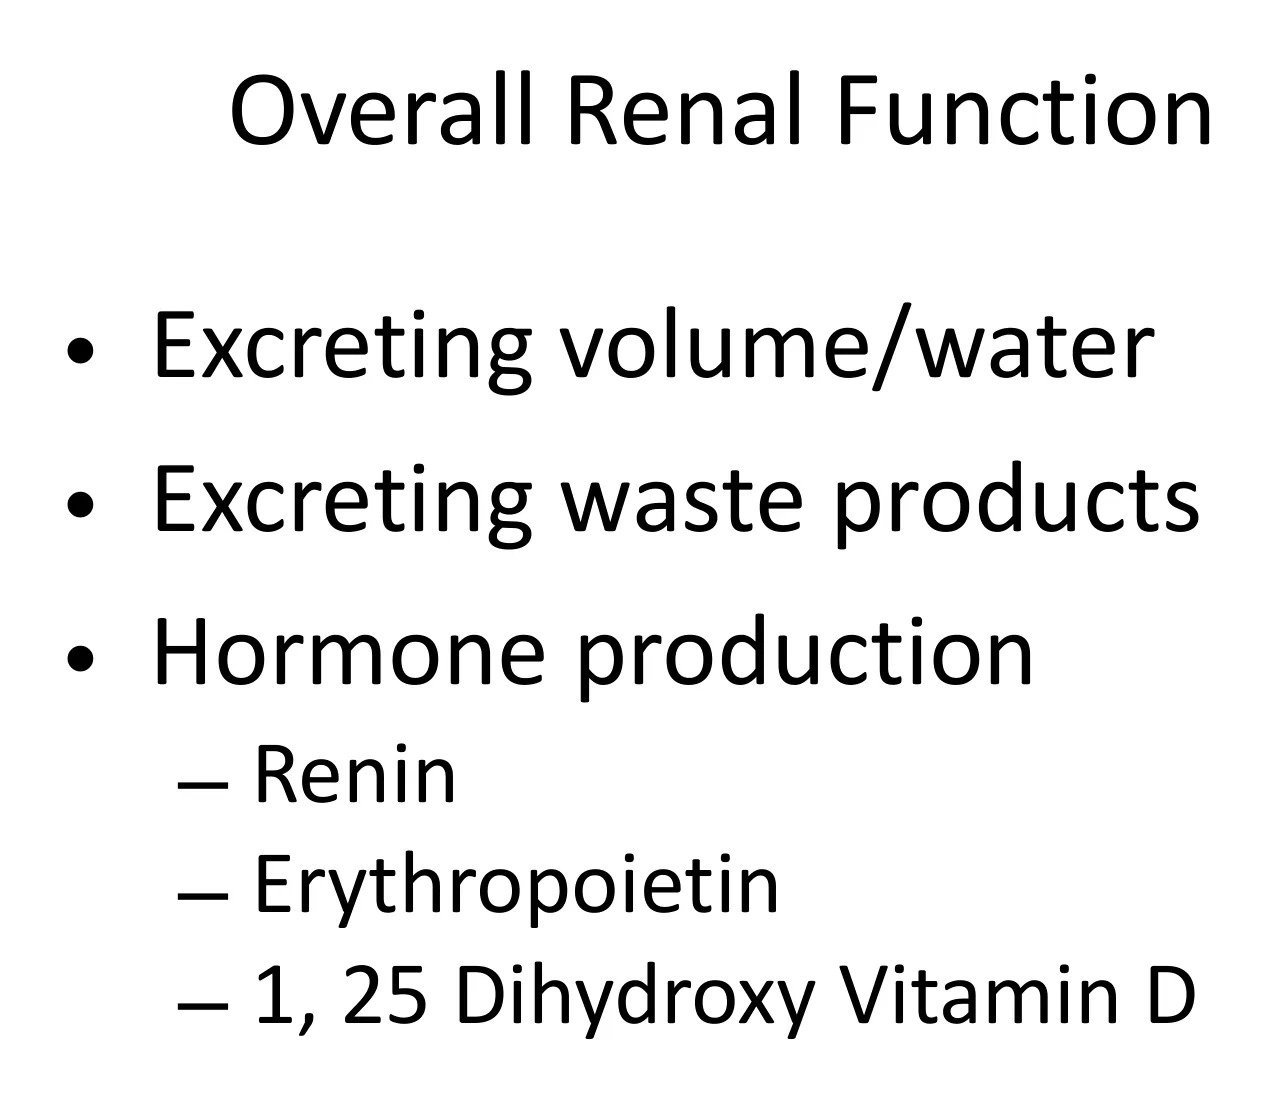 Overall Renal Function
• Excreting volume/water
• Excreting waste products
• Hormone production
– Renin
– Erythropoietin
– 1, 25 Dihydroxy Vitamin D